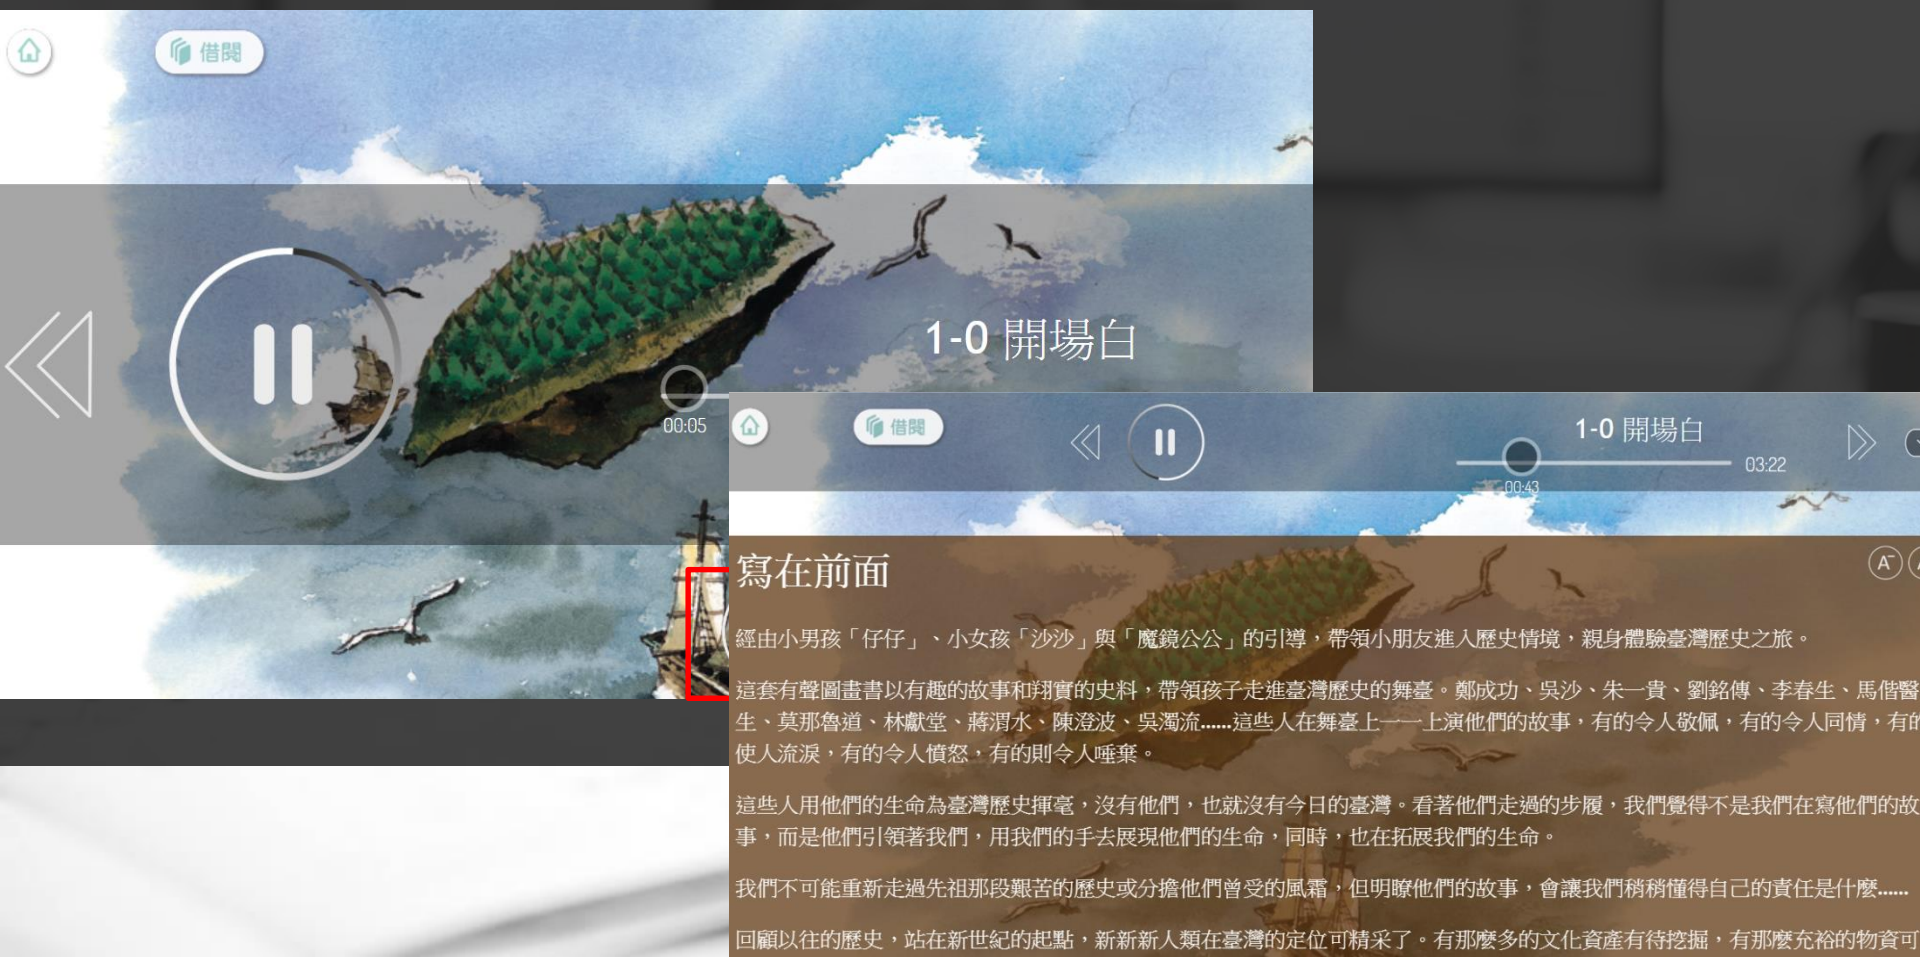 借閱
1-0 開場白
00:05
借閱
1-0 開場白
03:22
00:43
寫在前面
A-
經由小男孩「仔仔」、小女孩「沙沙」與「魔鏡公公」的引導，帶領小朋友進入歷史情境，親身體驗臺灣歷史之旅。
這套有聲圖畫書以有趣的故事和翔實的史料，帶領孩子走進臺灣歷史的舞臺。鄭成功、吳沙、朱一貴、劉銘傳、李春生、馬偕醫
生、莫那魯道、林獻堂、蔣渭水、陳澄波、吳濁流......這些人在舞臺上一一上演他們的故事，有的令人敬佩，有的令人同情，有的
使人流淚，有的令人憤怒，有的則令人唾棄。
這些人用他們的生命為臺灣歷史揮毫，沒有他們，也就沒有今日的臺灣。看著他們走過的步履，我們覺得不是我們在寫他們的故
事，而是他們引領著我們，用我們的手去展現他們的生命，同時，也在拓展我們的生命。
我們不可能重新走過先祖那段艱苦的歷史或分擔他們曾受的風霜，但明瞭他們的故事，會讓我們稍稍懂得自己的責任是什麼......
回顧以往的歷史，站在新世紀的起點，新新新人類在臺灣的定位可精采了。有那麼多的文化資產有待挖掘，有那麼充裕的物資可